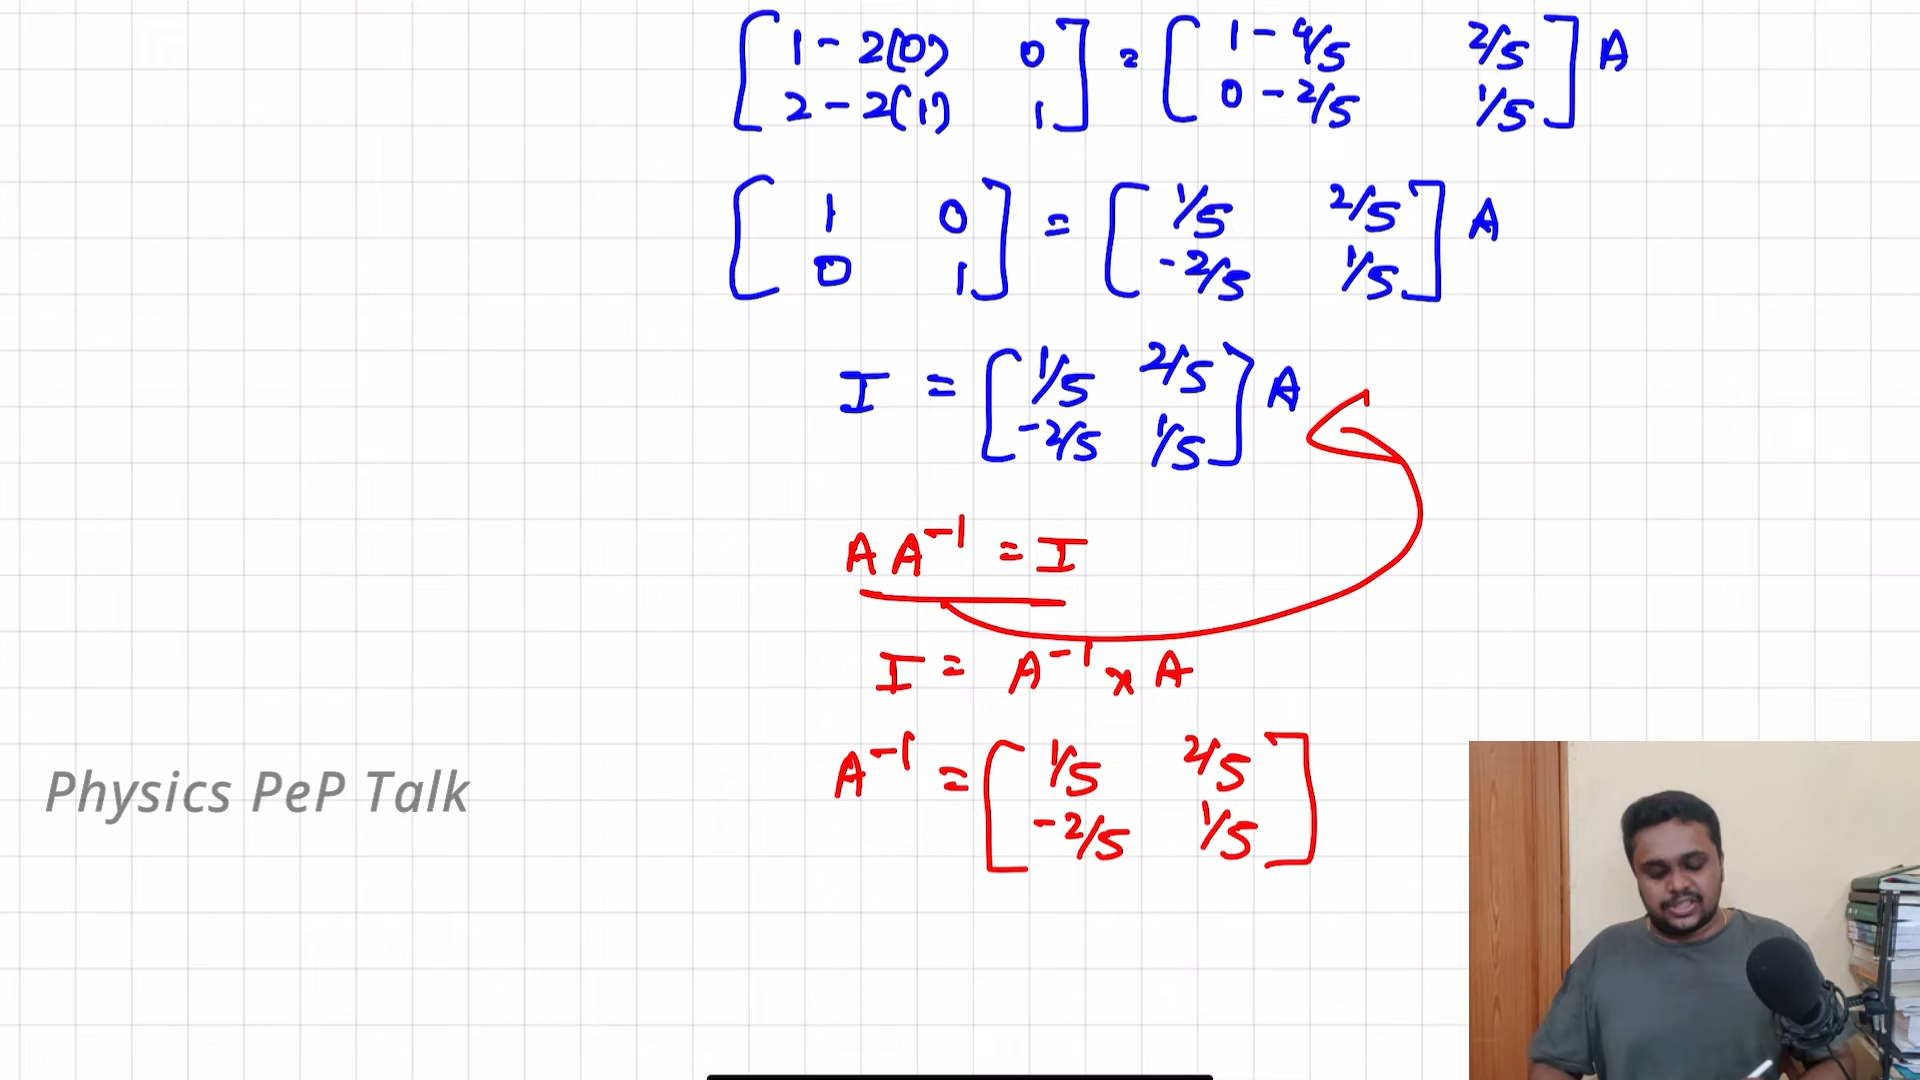 [1 - 2(0) 0] = [1 - 4/5 2/5] A
[2 - 2(1) 1] [0 - 2/5 1/5]
[1 0] = [1/5 2/5] A
[0 1] [-2/5 1/5]
I = [1/5 2/5] A
[-2/5 1/5]
A A⁻¹ = I
I = A⁻¹ × A
A⁻¹ = [1/5 2/5]
[-2/5 1/5]
Physics PeP Talk